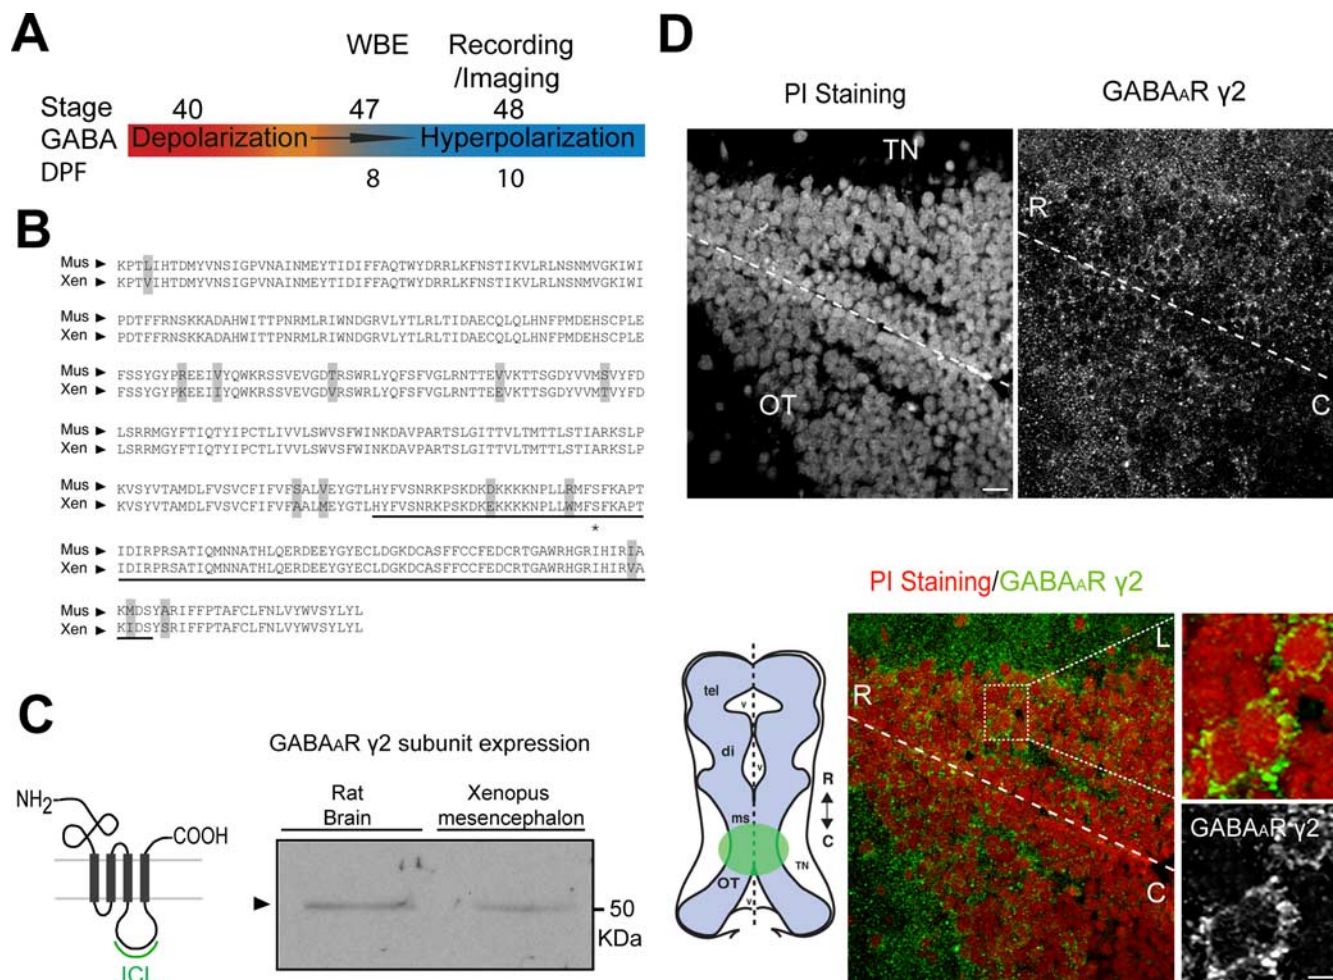 A
WBE Recording
/Imaging
Stage 40 47 48
GABA Depolarization Hyperpolarization
DPF 8 10
B
Mus ► KPTLIHTDMYVNSIGPVNAINMEYTIDIFFAQTWYDRRLKFNSTIKVLRLNSNMVGKIWI
Xen ► KPTVIHTDMYVNSIGPVNAINMEYTIDIFFAQTWYDRRLKFNSTIKVLRLNSNMVGKIWI
Mus ► PDTFFRNSKKADAHWITTPNRMLRIWNDGRVLYTLRLTIDAECQLQLHNFPMDEHSCPLE
Xen ► PDTFFRNSKKADAHWITTPNRMLRIWNDGRVLYTLRLTIDAECQLQLHNFPMDEHSCPLE
Mus ► FSSYGYPREEIVYQWKRSSVEVGDTRSWRLYQFSFVGLRNTTEVVKTTSGDYVVMSVYFD
Xen ► FSSYGYPKEEIIYQWKRSSVEVGDVRSWRLYQFSFVGLRNTTEEVKTTSGDYVVMTVYFD
Mus ► LSRRMGYFTIQTYIPCTLIVVLSWVSFWINKDAVPARTSLGITTVLTMTTLSTIARKSLP
Xen ► LSRRMGYFTIQTYIPCTLIVVLSWVSFWINKDAVPARTSLGITTVLTMTTLSTIARKSLP
Mus ► KVSYVTAMDLFVSVCFIFVFSALVEYGTLHYFVSNRKPSKDKDKKKKNPLLRMFSFKAPT
Xen ► KVSYVTAMDLFVSVCFIFVFAALMEYGTLHYFVSNRKPSKDKEKKKKNPLLWMFSFKAPT
*
Mus ► IDIRPRSATIQMNNATHLQERDEEYGYECLDGKDCASFFCCFEDCRTGAWRHGRIHIRIA
Xen ► IDIRPRSATIQMNNATHLQERDEEYGYECLDGKDCASFFCCFEDCRTGAWRHGRIHIRVA
Mus ► KMDSYARIFFPTAFCLFNLVYWVSYLYL
Xen ► KIDSYSRIFFPTAFCLFNLVYWVSYLYL
C
GABAAR γ2 subunit expression
Rat Brain
Xenopus mesencephalon
NH2
COOH
ICL
50
KDa
D
PI Staining
GABAAR γ2
TN
OT
R
C
PI Staining/GABAAR γ2
tel
v
di
v
ms
R
C
TN
OT
v
L
R
C
GABAAR γ2